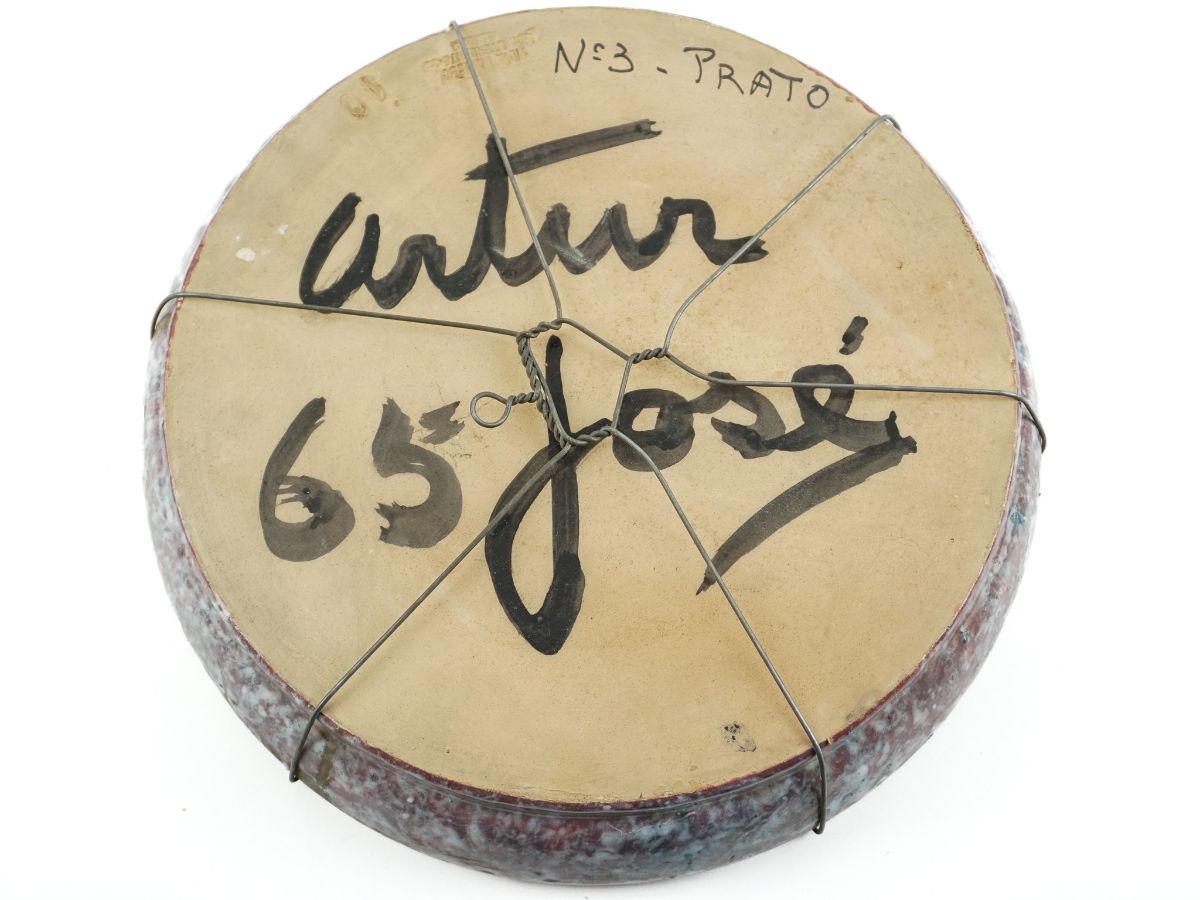 Nº3 - PRATO
artur
José
65